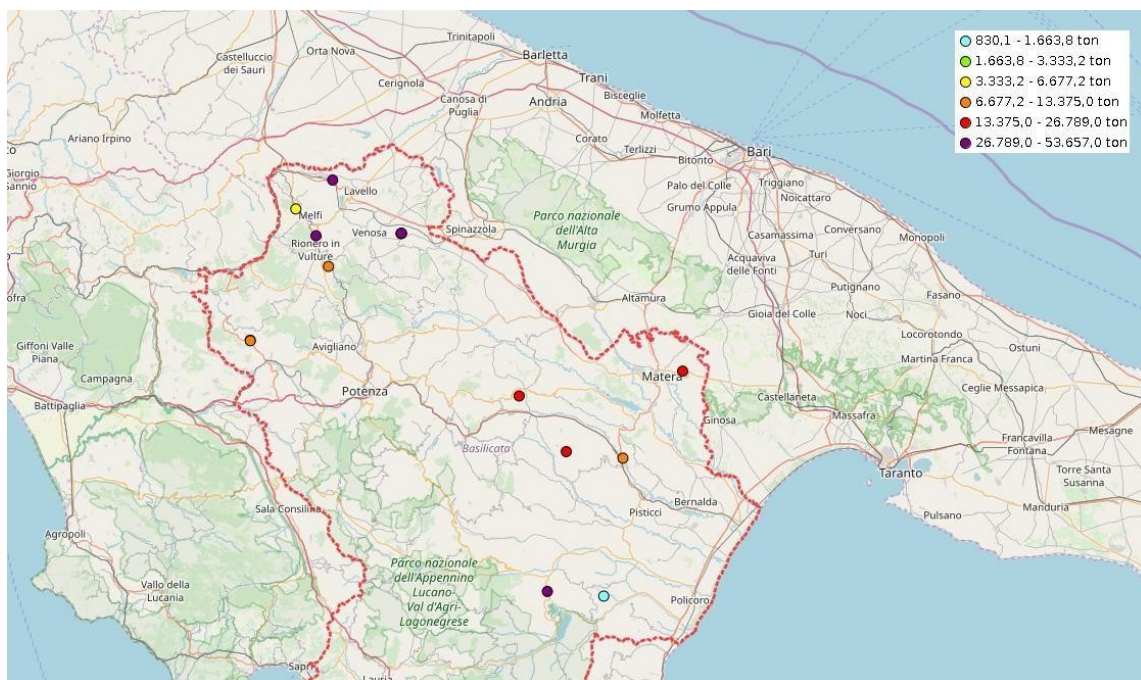 830,1 - 1.663,8 ton
1.663,8 - 3.333,2 ton
3.333,2 - 6.677,2 ton
6.677,2 - 13.375,0 ton
13.375,0 - 26.789,0 ton
26.789,0 - 53.657,0 ton
Trinitapoli
Orta Nova
Castelluccio
dei Sauri
Barletta
Trani
Cerignola
Canosa di
Puglia
Andria
Bisceglie
Molfetta
Ariano Irpino
Corato
Terlizzi
Bitonto
Bari
Giorgio
Sannio
Palo del Colle
Triggiano
Noicattaro
Lavello
Grumo Appula
Melfi
Parco nazionale
dell'Alta
Murgia
Venosa
Spinazzola
Casamassima
Conversano
Monopoli
Rionero in
Vulture
Acquaviva
delle Fonti
Turi
Putignano
Fasano
ofra
Altamura
Gioia del Colle
Noci
Locorotondo
Giffoni Valle
Piana
Avigliano
Ostuni
Martina Franca
Campagna
Potenza
Matera
Castellaneta
Ceglie Messapica
Battipaglia
Massafra
Ginosa
Mesagne
Basilicata
Francavilla
Fontana
Taranto
Torre Santa
Susanna
Sala Consilina
Bernalda
Pisticci
Manduria
Pulsano
Agropoli
Parco nazionale
dell'Appennino
Lucano-
Val d'Agri-
Lagonegrese
Vallo della
Lucania
Policoro
Sapri
Lauria